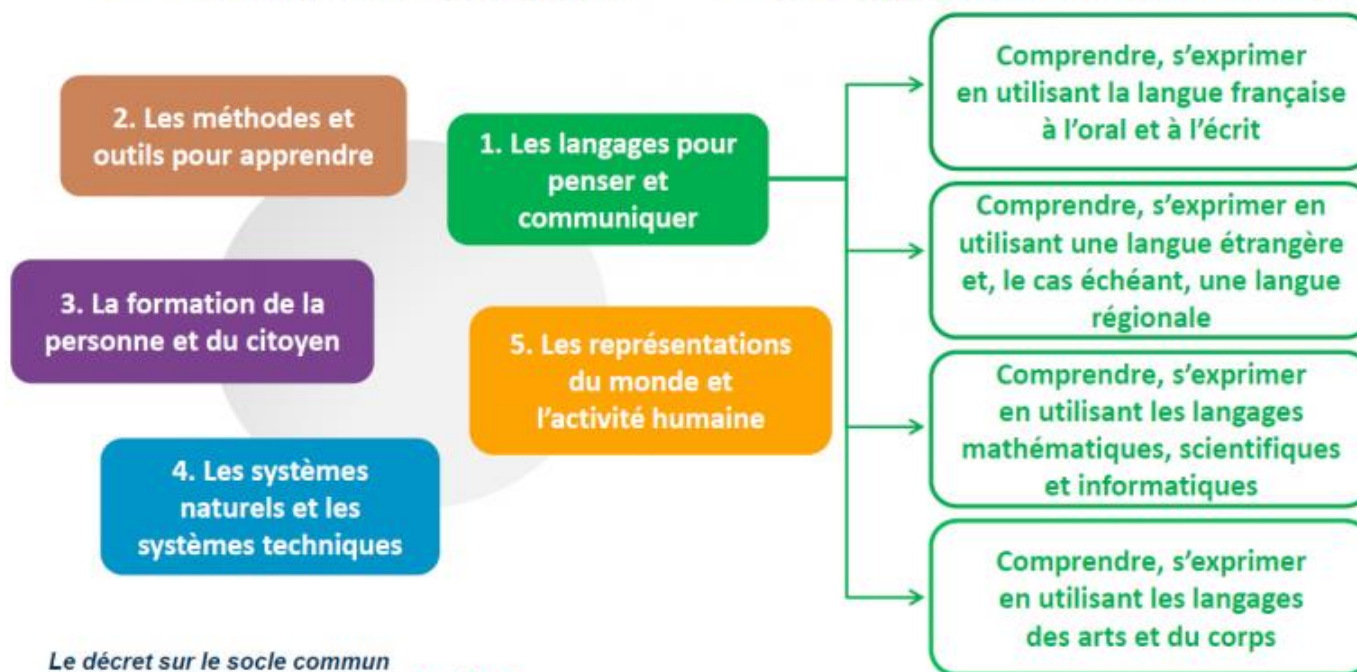 2. Les méthodes et
outils pour apprendre
1. Les langages pour
penser et
communiquer
3. La formation de la
personne et du citoyen
5. Les représentations
du monde et
l'activité humaine
4. Les systèmes
naturels et les
systèmes techniques
Comprendre, s'exprimer
en utilisant la langue française
à l'oral et à l'écrit
Comprendre, s'exprimer en
utilisant une langue étrangère
et, le cas échéant, une langue
régionale
Comprendre, s'exprimer
en utilisant les langages
mathématiques, scientifiques
et informatiques
Comprendre, s'exprimer
en utilisant les langages
des arts et du corps
Le décret sur le socle commun